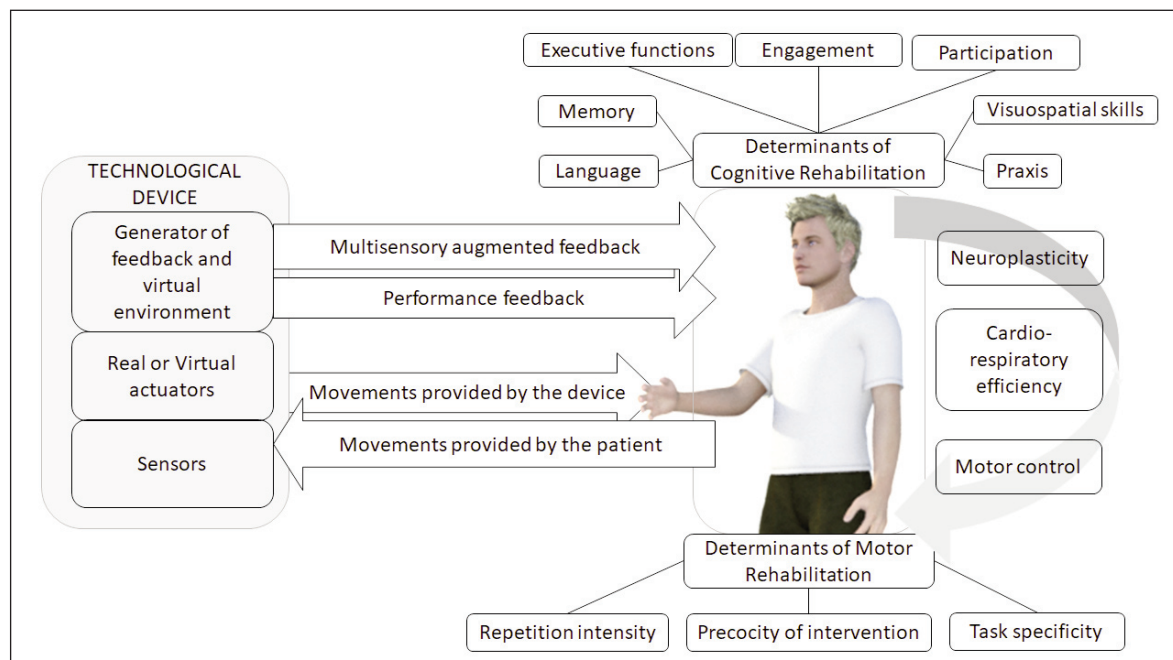 Executive functions
Engagement
Participation
Memory
Visuospatial skills
Determinants of
Cognitive Rehabilitation
Language
Praxis
TECHNOLOGICAL
DEVICE
Generator of
feedback and
virtual
environment
Multisensory augmented feedback
Performance feedback
Real or Virtual
actuators
Movements provided by the device
Sensors
Movements provided by the patient
Neuroplasticity
Cardio-
respiratory
efficiency
Motor control
Determinants of Motor
Rehabilitation
Repetition intensity
Precocity of intervention
Task specificity